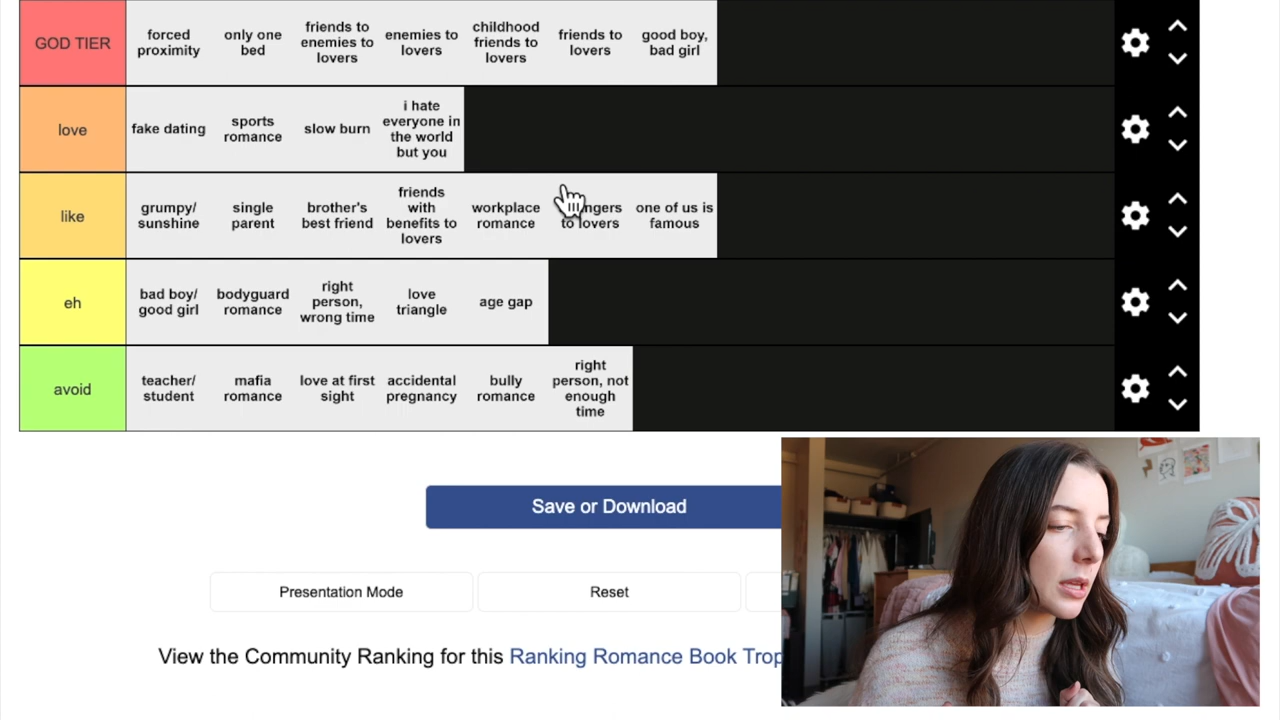 GOD TIER
forced
proximity
only one
bed
friends to
enemies to
lovers
enemies to
lovers
childhood
friends to
lovers
friends to
lovers
good boy,
bad girl
love
fake dating
sports
romance
slow burn
i hate
everyone in
the world
but you
like
grumpy/
sunshine
single
parent
brother's
best friend
friends
with
benefits to
lovers
workplace
romance
to lovers
one of us is
famous
eh
bad boy/
good girl
bodyguard
romance
right
person,
wrong time
love
triangle
age gap
avoid
teacher/
student
mafia
romance
love at first
sight
accidental
pregnancy
bully
romance
right
person, not
enough
time
Save or Download
Presentation Mode
Reset
View the Community Ranking for this Ranking Romance Book Trop